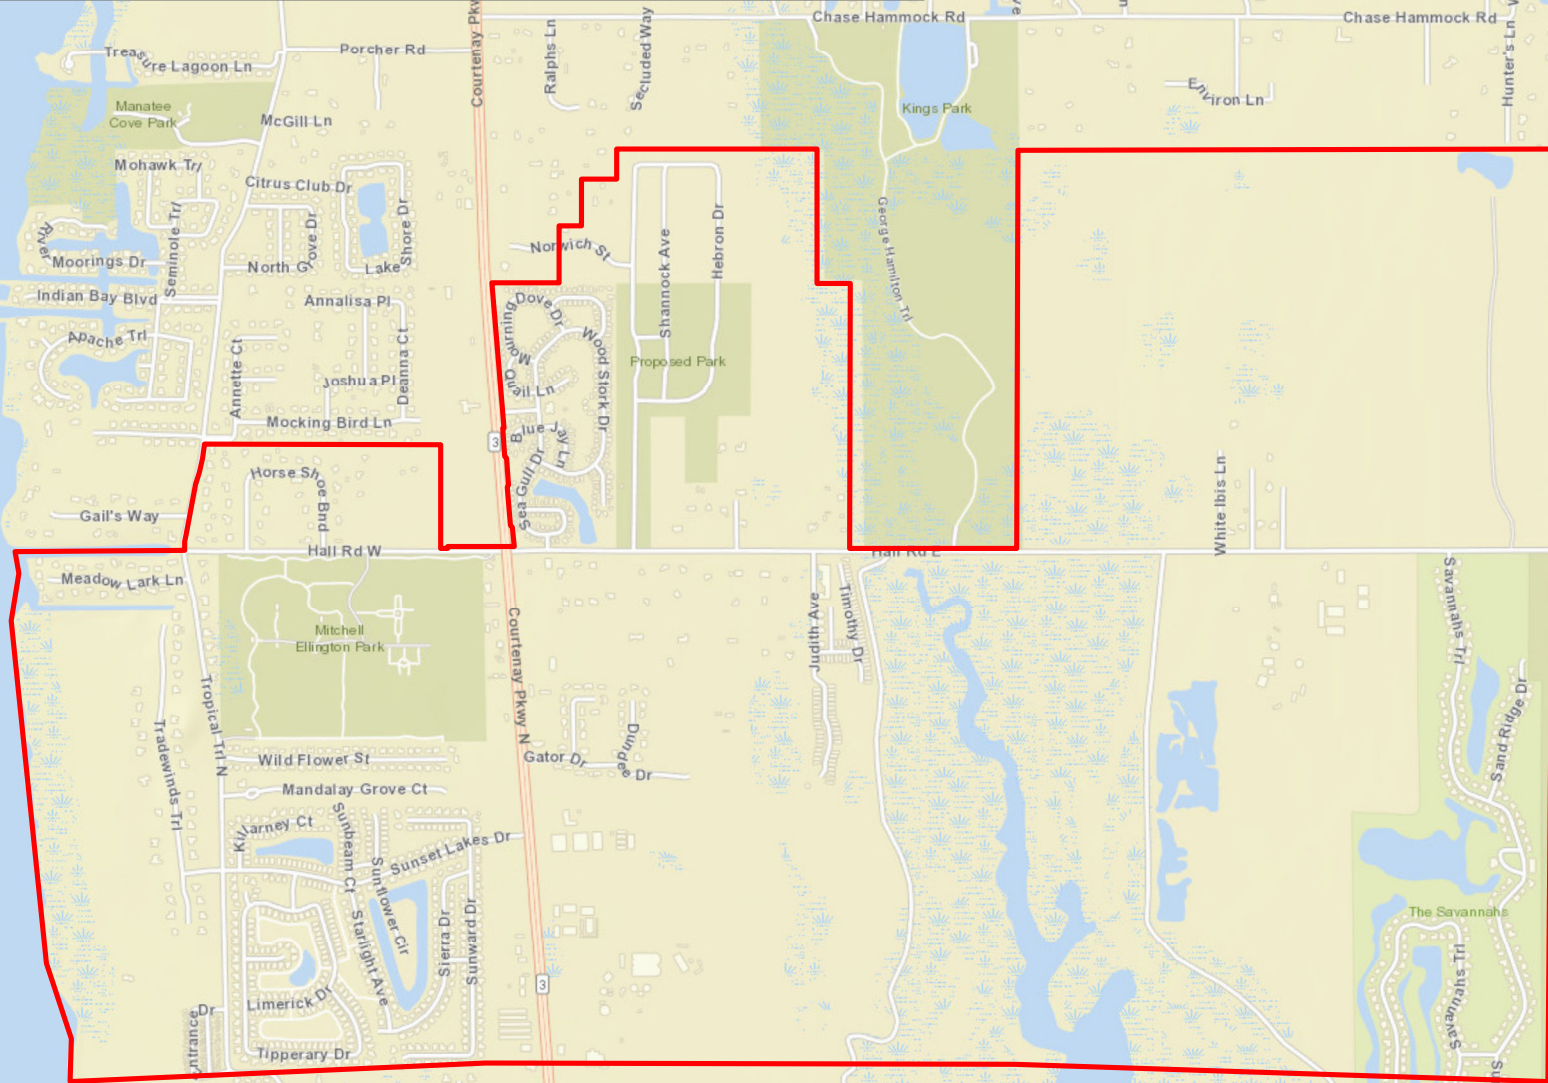 Chase Hammock Rd
Chase Hammock Rd
Courtenay Pkw
Ralphs Ln
Secluded Way
Hunter's Ln
Porcher Rd
Treasure Lagoon Ln
Environ Ln
Manatee
Cove Park
Kings Park
McGill Ln
Mohawk Trl
Citrus Club Dr
Seminole Trl
Grove Dr
Shore Dr
River
Moorings Dr
North
Lake
Norwich St
Shannock Ave
Hebron Dr
George Hamilton Trl
Indian Bay Blvd
Annalisa Pl
Mourning
Dove Dr
Apache Trl
Annette Ct
Deanna Ct
Joshua Pl
Quail Ln
Wood Stork Dr
Proposed Park
Mocking Bird Ln
3
Blue Jay Ln
Sea Gull Dr
Horse Shoe Bnd
White Ibis Ln
Gail's Way
Hall Rd W
Hall Rd E
Meadow Lark Ln
Mitchell
Ellington Park
Courtenay Pkwy N
Judith Ave
Timothy Dr
Savannahs Trl
Tropical Trl N
Tradewinds Trl
Sand Ridge Dr
Wild Flower St
Gator Dr
Dundee Dr
Mandalay Grove Ct
Killarney Ct
Sunbeam Ct
Sunset Lakes Dr
Sunflower Cir
Starlight Ave
Sierra Dr
Sunward Dr
The Savannahs
3
Limerick Dr
Savannahs Trl
Dr
Tipperary Dr